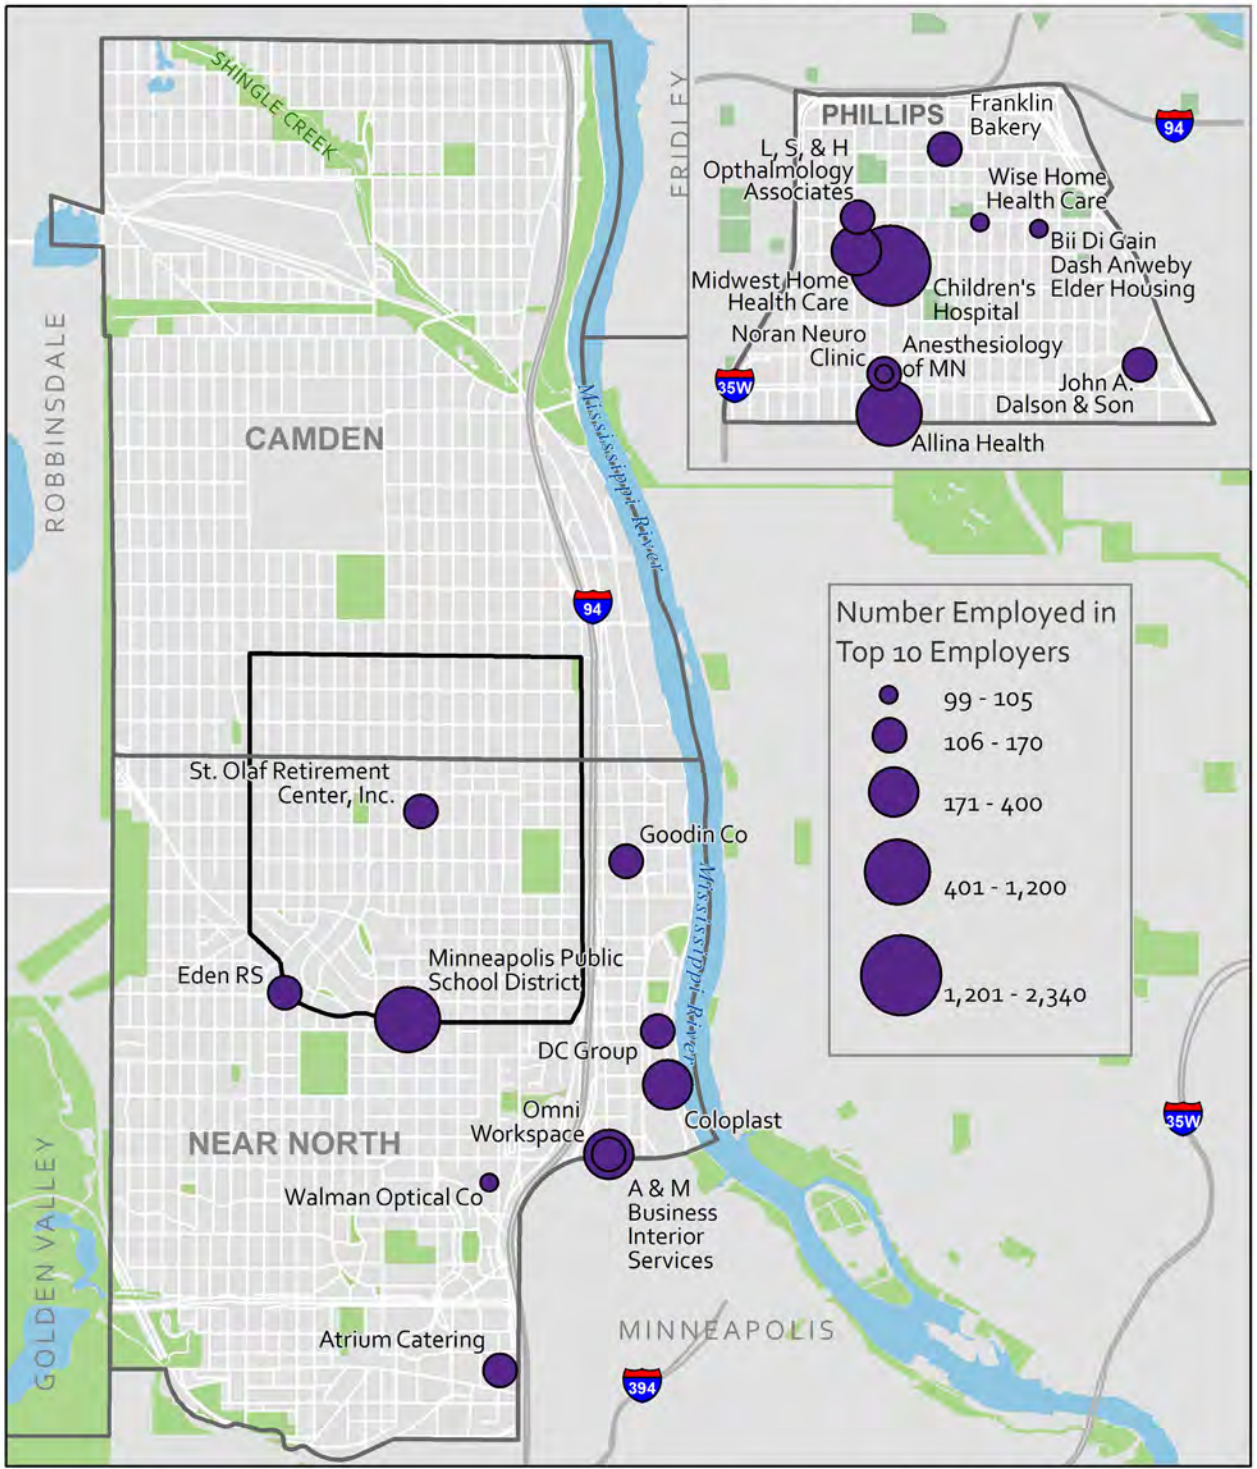 SHINGLE CREEK
FRIDLEY
PHILLIPS
Franklin
Bakery
94
L, S, & H
Opthalmology
Associates
Wise Home
Health Care
Bii Di Gain
Dash Anweby
Elder Housing
Midwest Home
Health Care
Children's
Hospital
Noran Neuro
Clinic
Anesthesiology
of MN
35W
John A.
Dalson & Son
Allina Health
ROBBINSDALE
CAMDEN
Mississippi River
94
Number Employed in
Top 10 Employers
99 - 105
106 - 170
171 - 400
401 - 1,200
1,201 - 2,340
St. Olaf Retirement
Center, Inc.
Goodin Co
Mississippi River
Eden RS
Minneapolis Public
School District
DC Group
Coloplast
Omni
Workspace
NEAR NORTH
Walman Optical Co
A & M
Business
Interior
Services
35W
GOLDEN VALLEY
Atrium Catering
MINNEAPOLIS
394